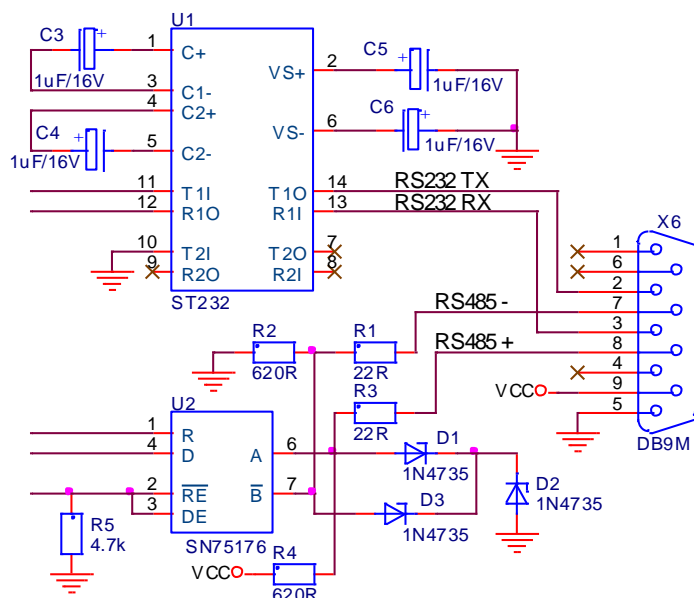 U1
C3
1uF/16V
1
3
4
5
C4
1uF/16V
C+
C1-
C2+
C2-
VS+
VS-
2
6
C5
1uF/16V
C6
1uF/16V
11
12
T1I
R1O
T1O
R1I
14
13
RS232 TX
RS232 RX
10
9
T2I
R2O
T2O
R2I
7
8
ST232
X6
1
6
2
7
3
8
4
9
5
VCC
DB9M
RS485 -
RS485 +
R2
620R
R1
22R
R3
22R
U2
1
4
2
3
R
D
RE
DE
A
B
6
7
SN75176
D1
1N4735
D3
1N4735
D2
1N4735
R5
4.7k
VCC
R4
620R